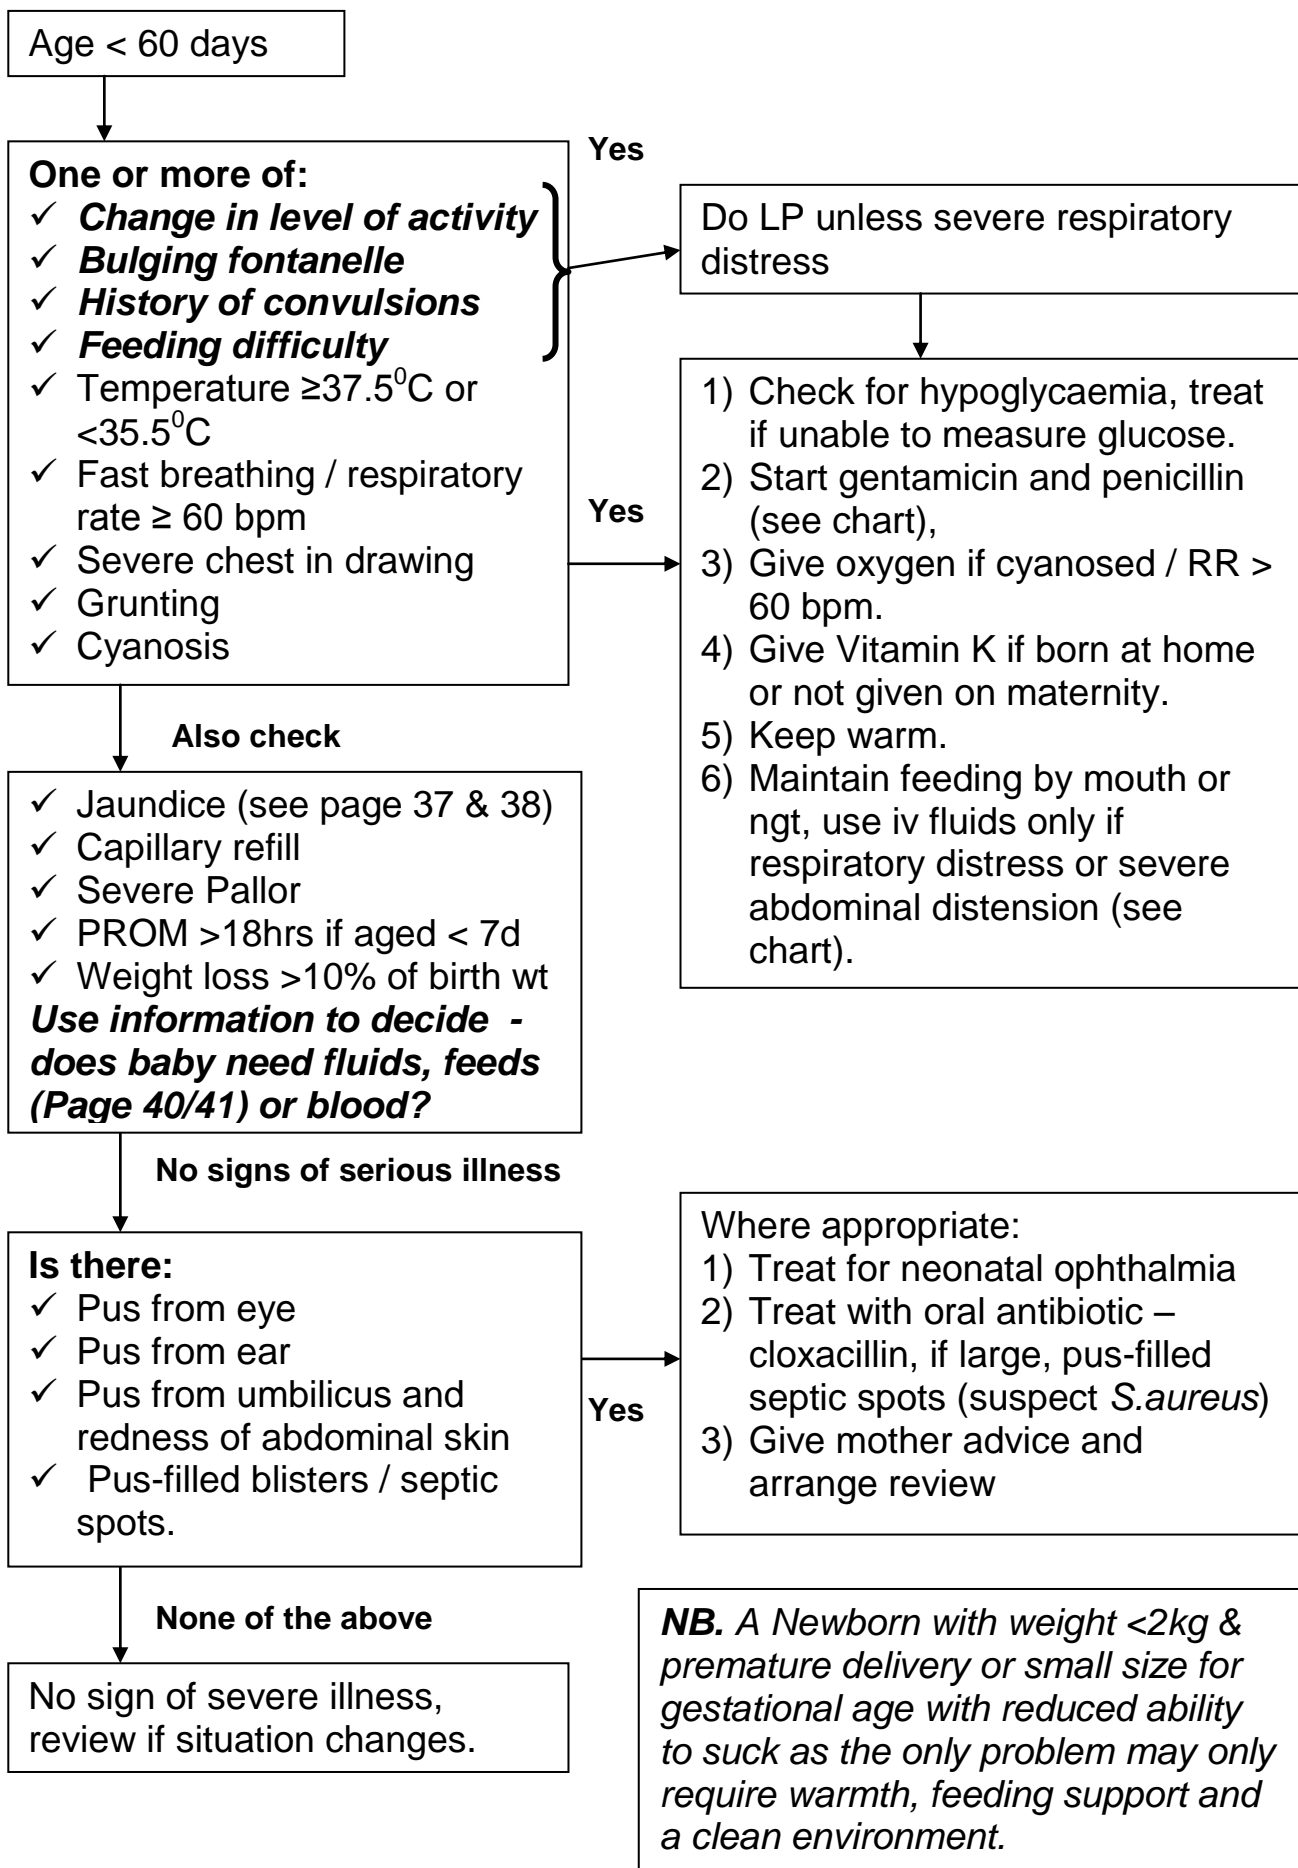 Age < 60 days
One or more of:
✓ Change in level of activity
✓ Bulging fontanelle
✓ History of convulsions
✓ Feeding difficulty
✓ Temperature ≥37.5⁰C or
<35.5⁰C
✓ Fast breathing / respiratory
rate ≥ 60 bpm
✓ Severe chest in drawing
✓ Grunting
✓ Cyanosis
Yes
Do LP unless severe respiratory
distress
Yes
1) Check for hypoglycaemia, treat
if unable to measure glucose.
2) Start gentamicin and penicillin
(see chart),
3) Give oxygen if cyanosed / RR >
60 bpm.
4) Give Vitamin K if born at home
or not given on maternity.
5) Keep warm.
6) Maintain feeding by mouth or
ngt, use iv fluids only if
respiratory distress or severe
abdominal distension (see
chart).
Also check
✓ Jaundice (see page 37 & 38)
✓ Capillary refill
✓ Severe Pallor
✓ PROM >18hrs if aged < 7d
✓ Weight loss >10% of birth wt
Use information to decide -
does baby need fluids, feeds
(Page 40/41) or blood?
No signs of serious illness
Is there:
✓ Pus from eye
✓ Pus from ear
✓ Pus from umbilicus and
redness of abdominal skin
✓ Pus-filled blisters / septic
spots.
Yes
Where appropriate:
1) Treat for neonatal ophthalmia
2) Treat with oral antibiotic –
cloxacillin, if large, pus-filled
septic spots (suspect S.aureus)
3) Give mother advice and
arrange review
None of the above
No sign of severe illness,
review if situation changes.
NB. A Newborn with weight <2kg &
premature delivery or small size for
gestational age with reduced ability
to suck as the only problem may only
require warmth, feeding support and
a clean environment.